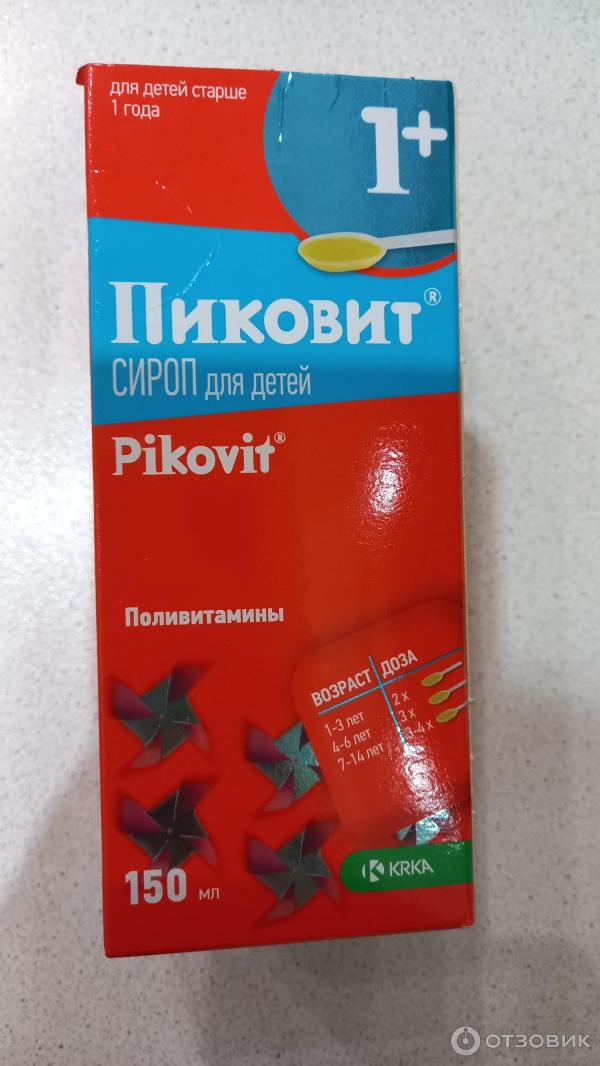 для детей старше
1 года
1+
Пиковит®
СИРОП для детей
Pikovit®
Поливитамины
ВОЗРАСТ ДОЗА
1-3 лет 2 x
4-6 лет 3 x
7-14 лет 3-4 x
150 мл
KRKA
ОТЗОВИК